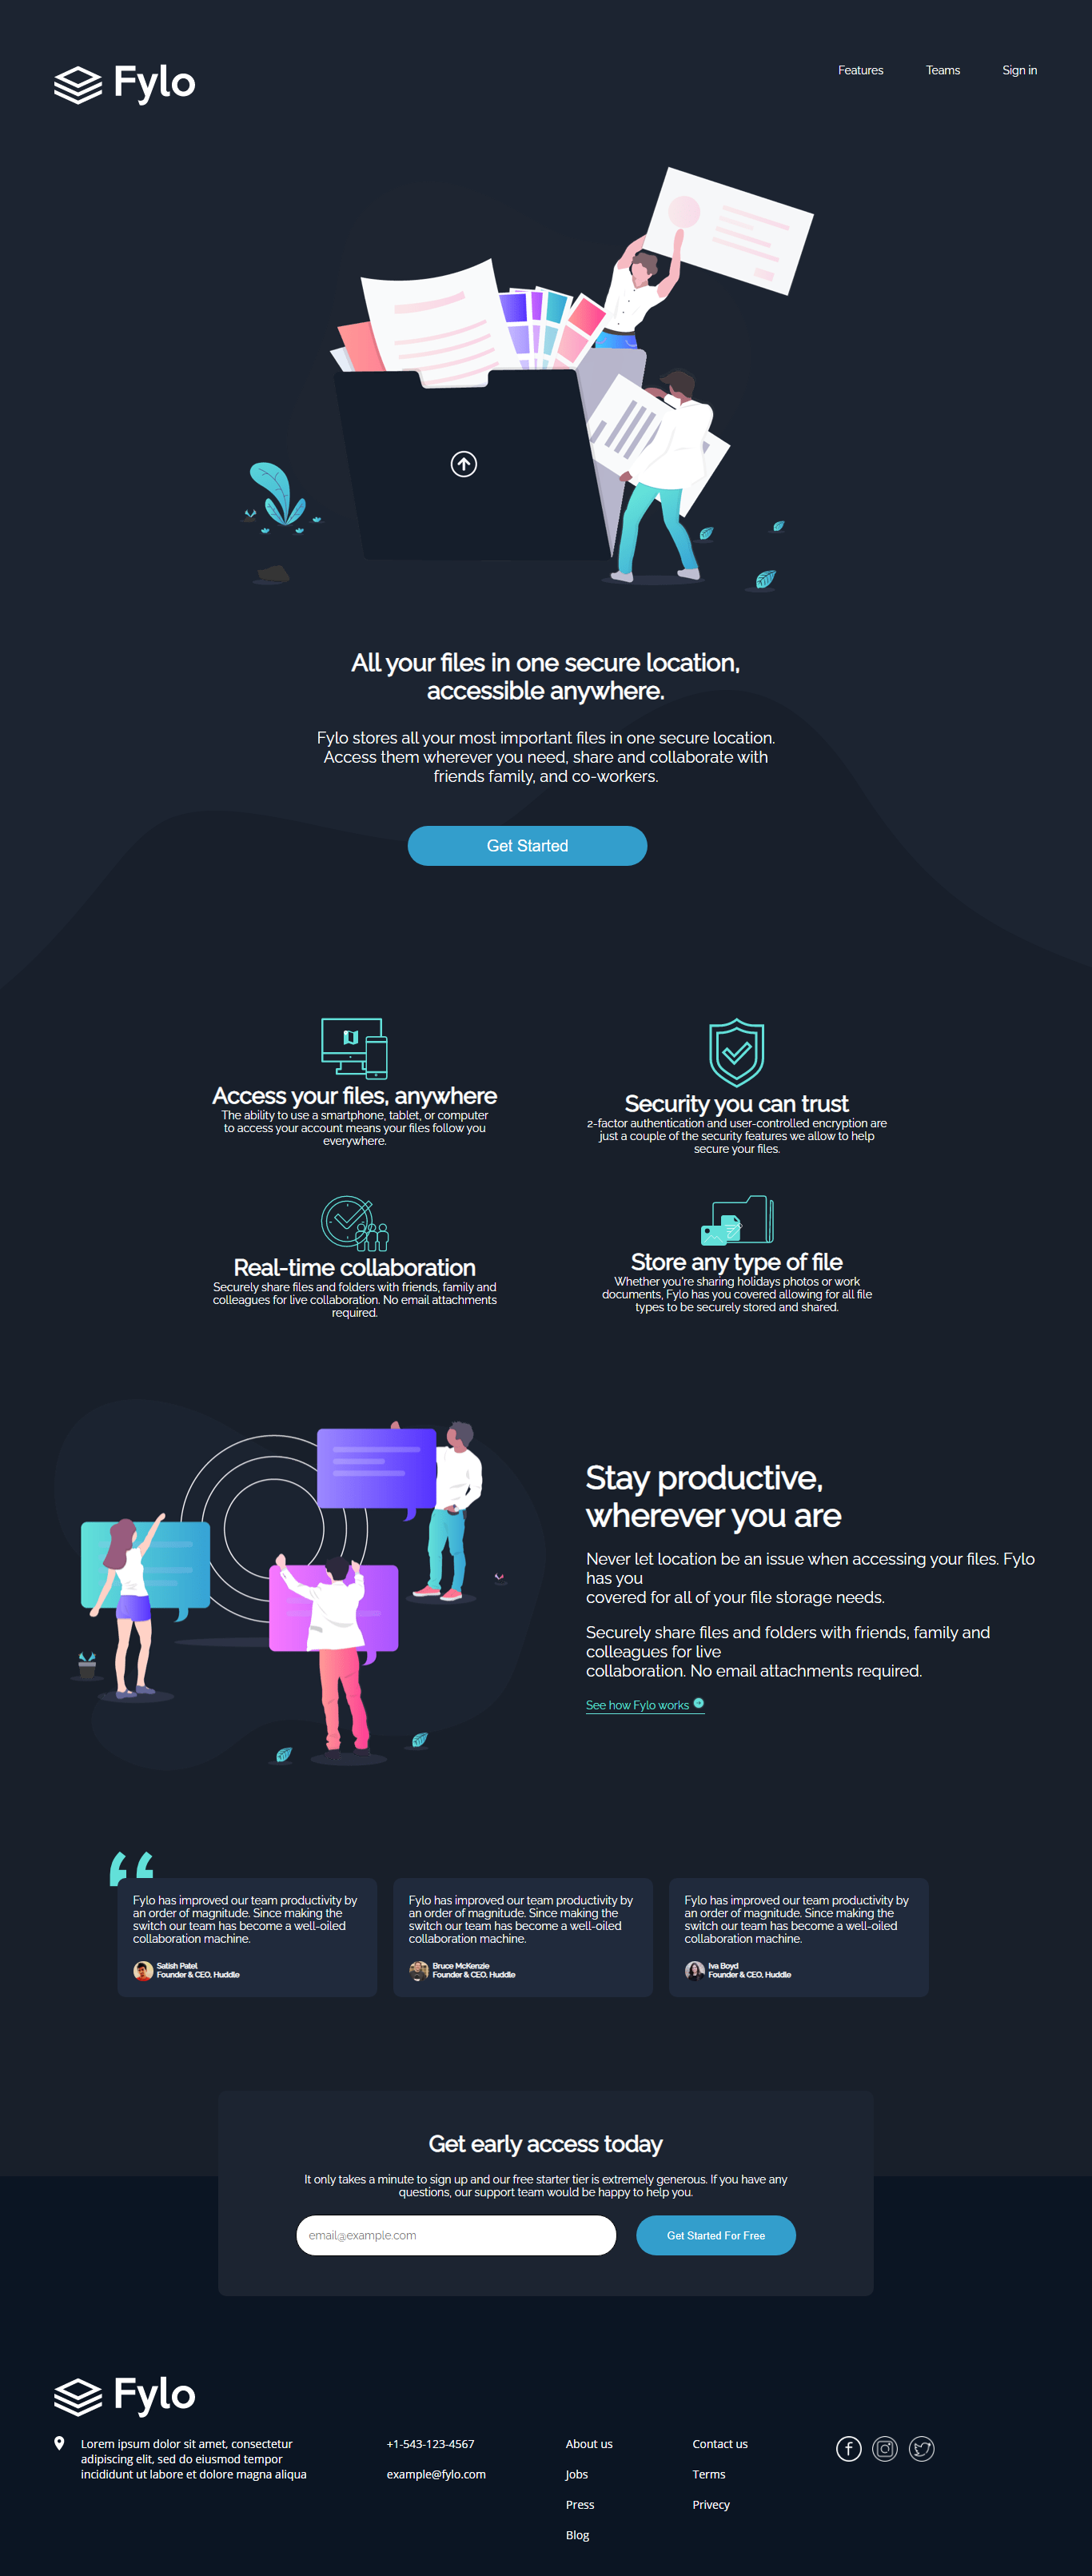 Fylo
Features Teams Sign in
All your files in one secure location,
accessible anywhere.
Fylo stores all your most important files in one secure location.
Access them wherever you need, share and collaborate with
friends family, and co-workers.
Get Started
Access your files, anywhere
The ability to use a smartphone, tablet, or computer
to access your account means your files follow you
everywhere.
Security you can trust
2-factor authentication and user-controlled encryption are
just a couple of the security features we allow to help
secure your files.
Real-time collaboration
Securely share files and folders with friends, family and
colleagues for live collaboration. No email attachments
required.
Store any type of file
Whether you're sharing holidays photos or work
documents, Fylo has you covered allowing for all file
types to be securely stored and shared.
Stay productive,
wherever you are
Never let location be an issue when accessing your files. Fylo
has you
covered for all of your file storage needs.
Securely share files and folders with friends, family and
colleagues for live
collaboration. No email attachments required.
See how Fylo works
Fylo has improved our team productivity by
an order of magnitude. Since making the
switch our team has become a well-oiled
collaboration machine.
Satish Patel
Founder & CEO, Huddle
Fylo has improved our team productivity by
an order of magnitude. Since making the
switch our team has become a well-oiled
collaboration machine.
Bruce McKenzie
Founder & CEO, Huddle
Fylo has improved our team productivity by
an order of magnitude. Since making the
switch our team has become a well-oiled
collaboration machine.
Iva Boyd
Founder & CEO, Huddle
Get early access today
It only takes a minute to sign up and our free starter tier is extremely generous. If you have any
questions, our support team would be happy to help you.
email@example.com
Get Started For Free
Fylo
Lorem ipsum dolor sit amet, consectetur
adipiscing elit, sed do eiusmod tempor
incididunt ut labore et dolore magna aliqua
+1-543-123-4567
example@fylo.com
About us
Jobs
Press
Blog
Contact us
Terms
Privecy